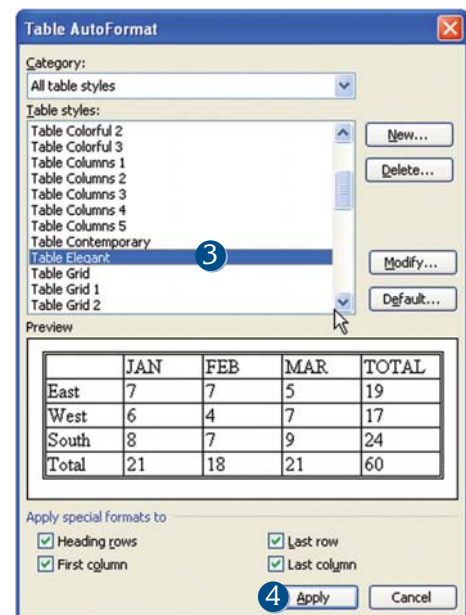 Table AutoFormat
Category:
All table styles
Table styles:
Table Colorful 2
Table Colorful 3
Table Columns 1
Table Columns 2
Table Columns 3
Table Columns 4
Table Columns 5
Table Contemporary
Table Elegant 3
Table Grid
Table Grid 1
Table Grid 2
New...
Delete...
Modify...
Default...
Preview
JAN FEB MAR TOTAL
East 7 7 5 19
West 6 4 7 17
South 8 7 9 24
Total 21 18 21 60
Apply special formats to
Heading rows Last row
First column Last column
4 Apply Cancel